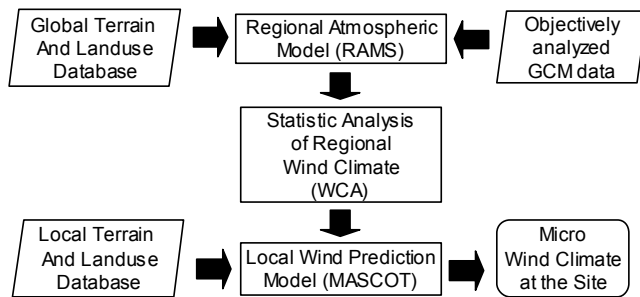 Global Terrain
And Landuse
Database
Regional Atmospheric
Model (RAMS)
Objectively
analyzed
GCM data
Statistic Analysis
of Regional
Wind Climate
(WCA)
Local Terrain
And Landuse
Database
Local Wind Prediction
Model (MASCOT)
Micro
Wind Climate
at the Site